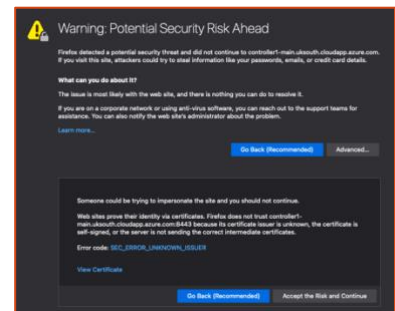 Warning: Potential Security Risk Ahead
Firefox detected a potential security threat and did not continue to controller1-main.uksouth.cloudapp.azure.com.
If you visit this site, attackers could try to steal information like your passwords, emails, or credit card details.
What can you do about it?
The issue is most likely with the web site, and there is nothing you can do to resolve it.
If you are on a corporate network or using anti-virus software, you can reach out to the support teams for
assistance. You can also notify the web site's administrator about the problem.
Learn more...
Go Back (Recommended) Advanced...
Someone could be trying to impersonate the site and you should not continue.
Web sites prove their identity via certificates. Firefox does not trust controller1-
main.uksouth.cloudapp.azure.com:8443 because its certificate issuer is unknown, the certificate is
self-signed, or the server is not sending the correct intermediate certificates.
Error code: SEC_ERROR_UNKNOWN_ISSUER
View Certificate
Go Back (Recommended) Accept the Risk and Continue